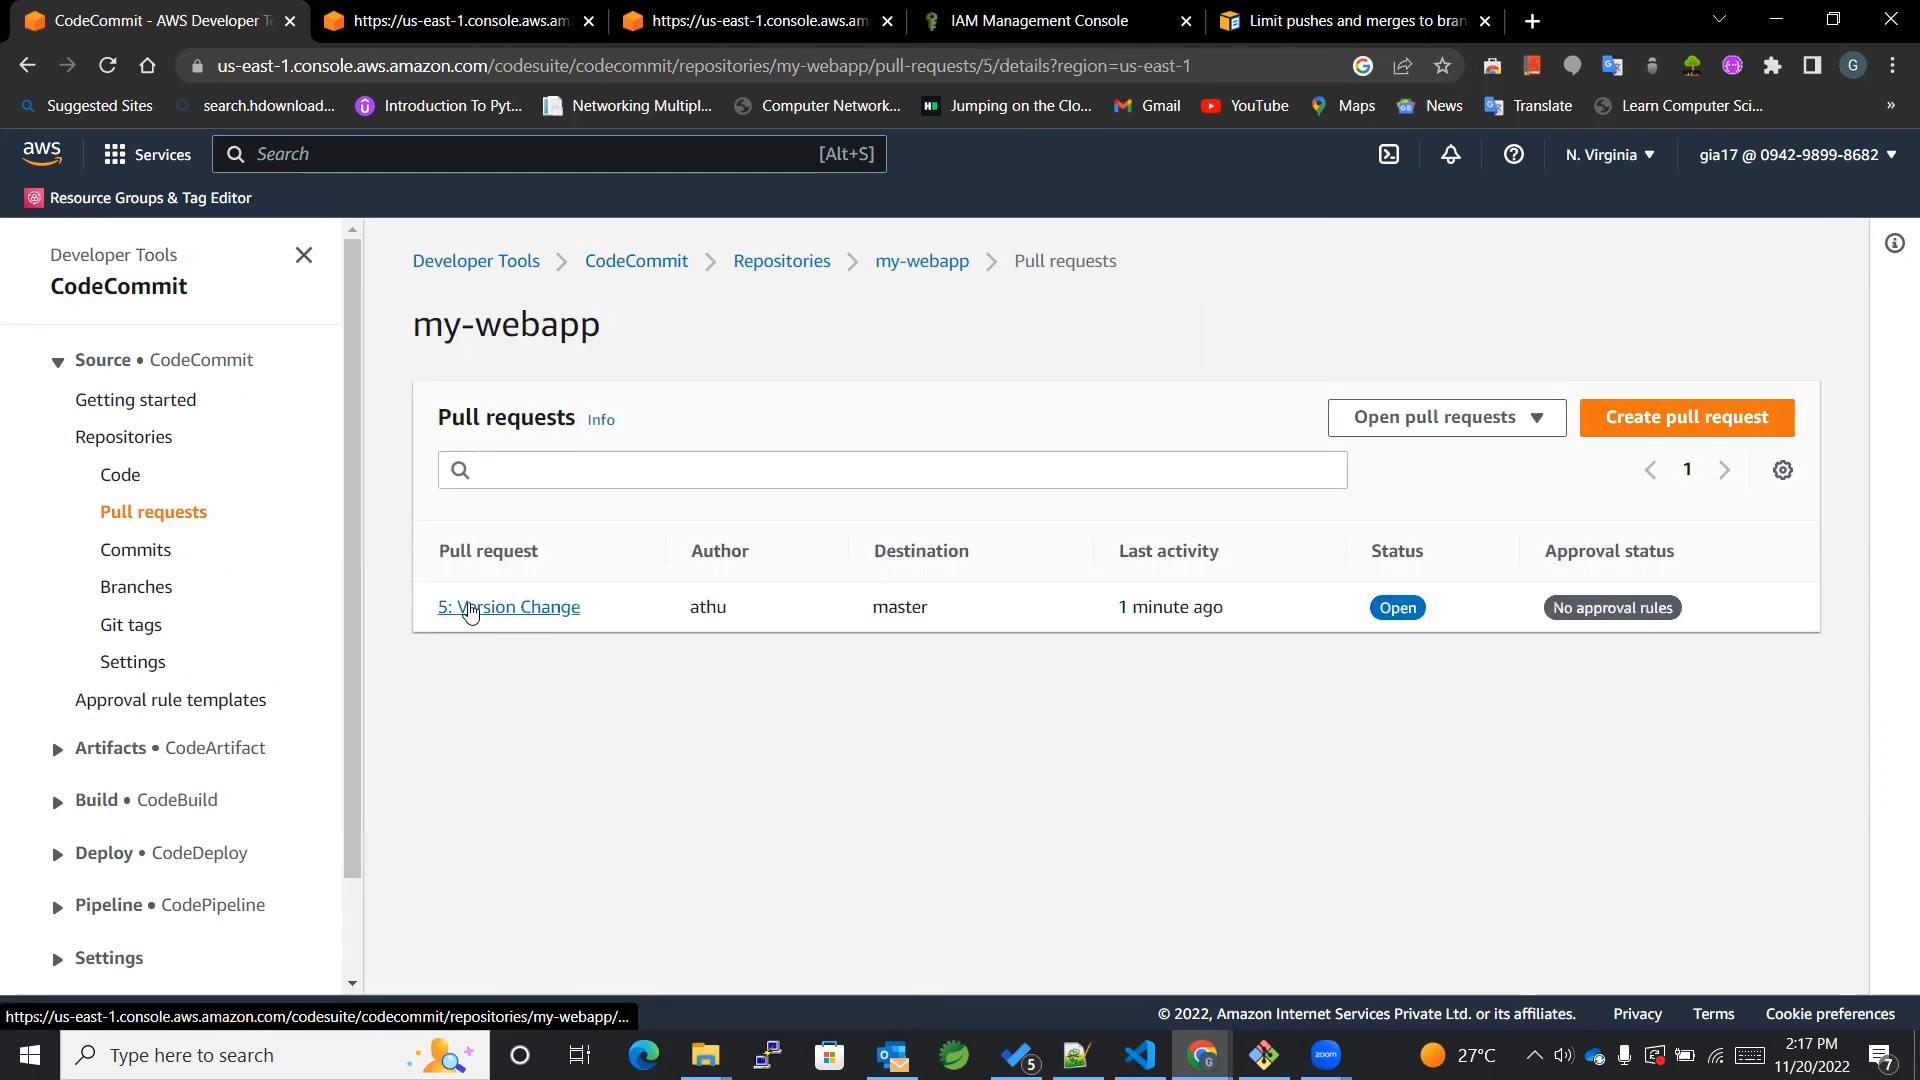 CodeCommit - AWS Developer T
https://us-east-1.console.aws.am
https://us-east-1.console.aws.am
IAM Management Console
Limit pushes and merges to bran
us-east-1.console.aws.amazon.com/codesuite/codecommit/repositories/my-webapp/pull-requests/5/details?region=us-east-1
G
Suggested Sites
search.hdownload...
Introduction To Pyt...
Networking Multipl...
Computer Network...
Jumping on the Clo...
Gmail
YouTube
Maps
News
Translate
Learn Computer Sci...
»
aws
Services
Search
[Alt+S]
N. Virginia
gia17 @ 0942-9899-8682
Resource Groups & Tag Editor
Developer Tools
CodeCommit
Source • CodeCommit
Getting started
Repositories
Code
Pull requests
Commits
Branches
Git tags
Settings
Approval rule templates
Artifacts • CodeArtifact
Build • CodeBuild
Deploy • CodeDeploy
Pipeline • CodePipeline
Settings
Developer Tools > CodeCommit > Repositories > my-webapp > Pull requests
my-webapp
Pull requests Info
Open pull requests
Create pull request
1
Pull request Author Destination Last activity Status Approval status
5: Version Change athu master 1 minute ago Open No approval rules
https://us-east-1.console.aws.amazon.com/codesuite/codecommit/repositories/my-webapp/...
© 2022, Amazon Internet Services Private Ltd. or its affiliates.
Privacy
Terms
Cookie preferences
Type here to search
5
zoom
G
27°C
2:17 PM
11/20/2022
7